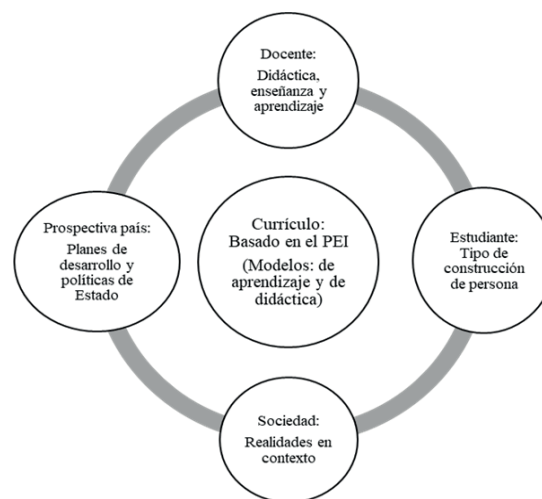 Docente:
Didáctica,
enseñanza y
aprendizaje
Prospectiva país:
Planes de
desarrollo y
políticas de
Estado
Currículo:
Basado en el PEI
(Modelos: de
aprendizaje y de
didáctica)
Estudiante:
Tipo de
construcción
de persona
Sociedad:
Realidades en
contexto